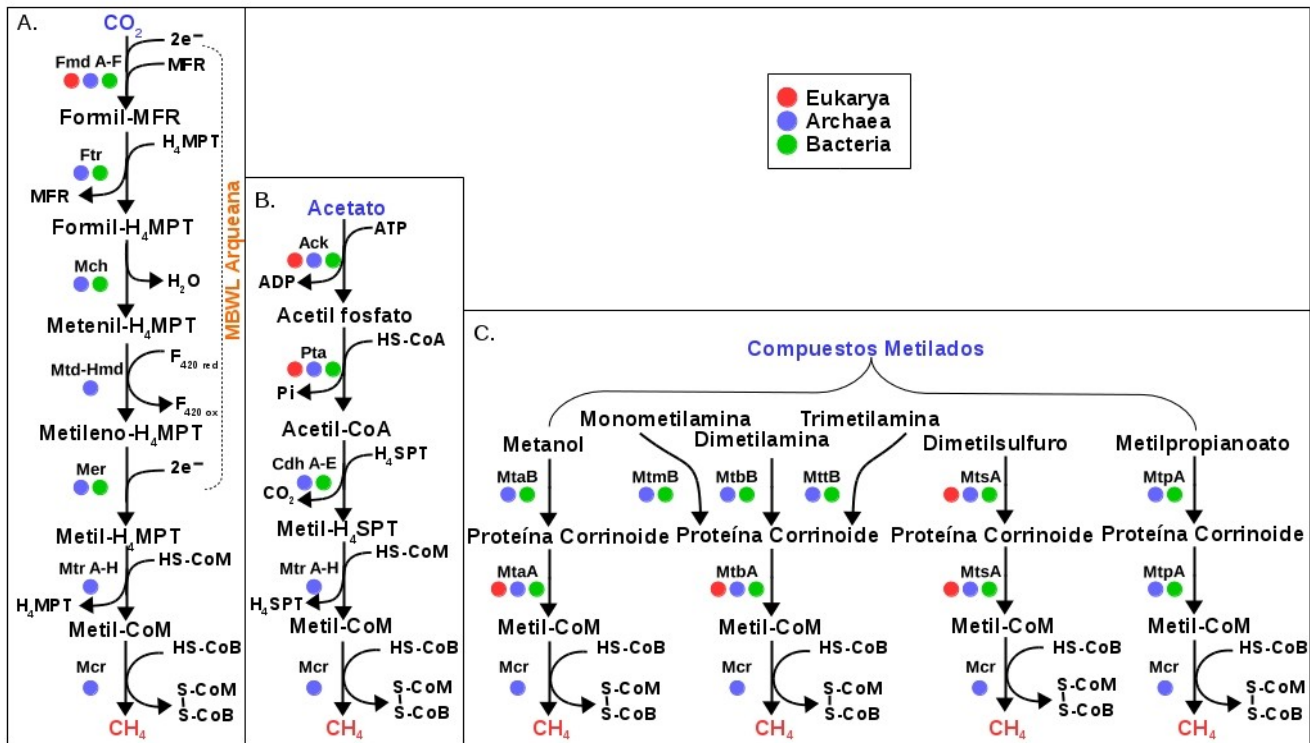 A.
CO2
2e⁻
Fmd A-F
MFR
Formil-MFR
H4MPT
Ftr
MFR
Formil-H4MPT
Mch
H2O
Metenil-H4MPT
F420 red
Mtd-Hmd
F420 ox
Metileno-H4MPT
Mer
2e⁻
MBWL Arqueana
Metil-H4MPT
HS-CoM
Mtr A-H
H4MPT
Metil-CoM
HS-CoB
Mcr
S-CoM
S-CoB
CH4
B.
Acetato
ATP
Ack
ADP
Acetil fosfato
HS-CoA
Pta
Pi
Acetil-CoA
H4SPT
Cdh A-E
CO2
Metil-H4SPT
HS-CoM
Mtr A-H
H4SPT
Metil-CoM
HS-CoB
Mcr
S-CoM
S-CoB
CH4
Eukarya
Archaea
Bacteria
C.
Compuestos Metilados
Metanol
MtaB
Proteína Corrinoide
MtaA
Metil-CoM
HS-CoB
Mcr
S-CoM
S-CoB
CH4
Monometilamina
Dimetilamina
Trimetilamina
MtmB
MtbB
MttB
Proteína Corrinoide
MtbA
Metil-CoM
HS-CoB
Mcr
S-CoM
S-CoB
CH4
Dimetilsulfuro
MtsA
Proteína Corrinoide
MtsA
Metil-CoM
HS-CoB
Mcr
S-CoM
S-CoB
CH4
Metilpropianoato
MtpA
Proteína Corrinoide
MtpA
Metil-CoM
HS-CoB
Mcr
S-CoM
S-CoB
CH4